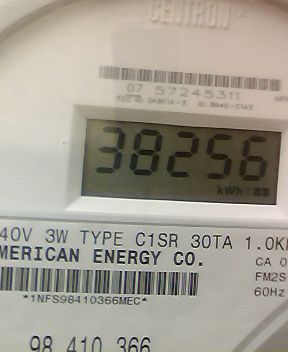 CENTRON®
07 57245311
38256
kWh
40V 3W TYPE C1SR 30TA 1.0K
MERICAN ENERGY CO.
CA 0
FM2S
60Hz
*1NFS98410366MEC*
98 410 366